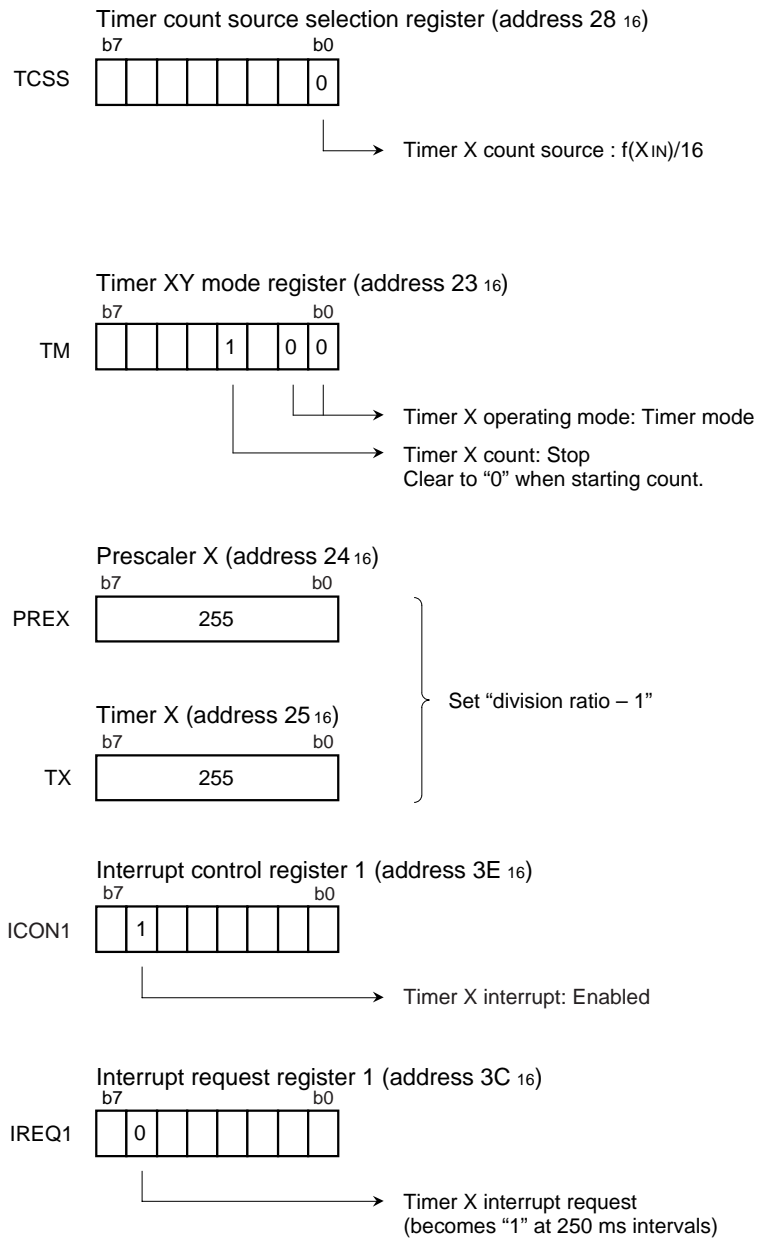 Timer count source selection register (address 28 16)
b7 b0
TCSS 0
Timer X count source : f(XIN)/16
Timer XY mode register (address 23 16)
b7 b0
TM 1 0 0
Timer X operating mode: Timer mode
Timer X count: Stop
Clear to “0” when starting count.
Prescaler X (address 24 16)
b7 b0
PREX 255
Set “division ratio – 1”
Timer X (address 25 16)
b7 b0
TX 255
Interrupt control register 1 (address 3E 16)
b7 b0
ICON1 1
Timer X interrupt: Enabled
Interrupt request register 1 (address 3C 16)
b7 b0
IREQ1 0
Timer X interrupt request
(becomes “1” at 250 ms intervals)